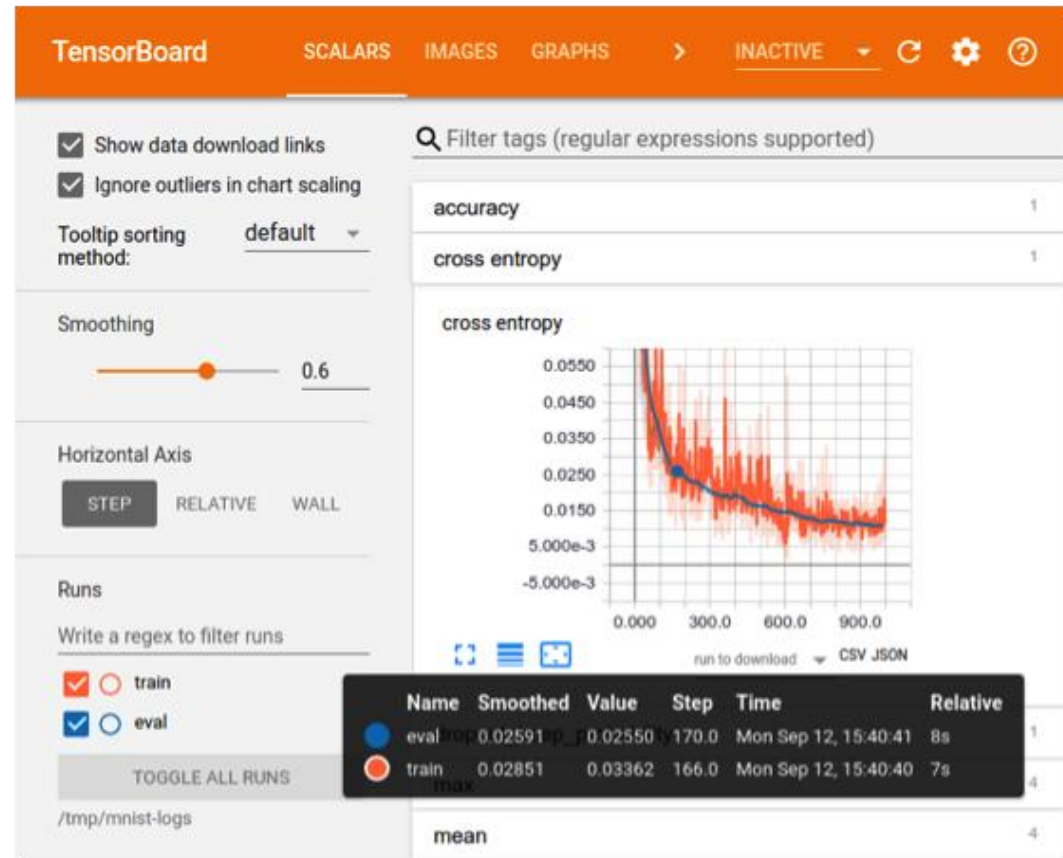 TensorBoard SCALARS IMAGES GRAPHS > INACTIVE
Show data download links
Ignore outliers in chart scaling
Tooltip sorting method: default
Smoothing
0.6
Horizontal Axis
STEP RELATIVE WALL
Runs
Write a regex to filter runs
train
eval
TOGGLE ALL RUNS
/tmp/mnist-logs
Filter tags (regular expressions supported)
accuracy 1
cross entropy 1
cross entropy
0.0550
0.0450
0.0350
0.0250
0.0150
5.000e-3
-5.000e-3
0.000 300.0 600.0 900.0
run to download CSV JSON
Name Smoothed Value Step Time Relative
eval 0.02591 0.02550 170.0 Mon Sep 12, 15:40:41 8s
train 0.02851 0.03362 166.0 Mon Sep 12, 15:40:40 7s
1
max 4
mean 4